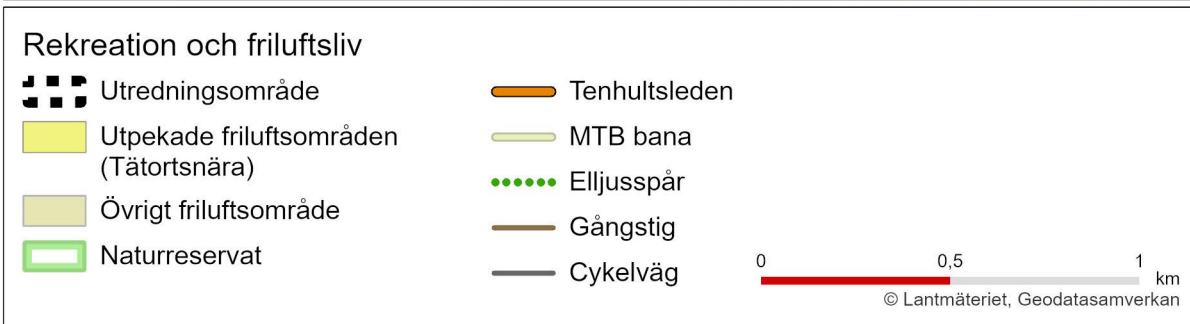 Rekreation och friluftsliv
Utredningsområde
Utpekade friluftsområden
(Tätortsnära)
Övrigt friluftsområde
Naturreservat
Tenhultsleden
MTB bana
Elljusspår
Gångstig
Cykelväg
0 0,5 1
km
© Lantmäteriet, Geodatasamverkan